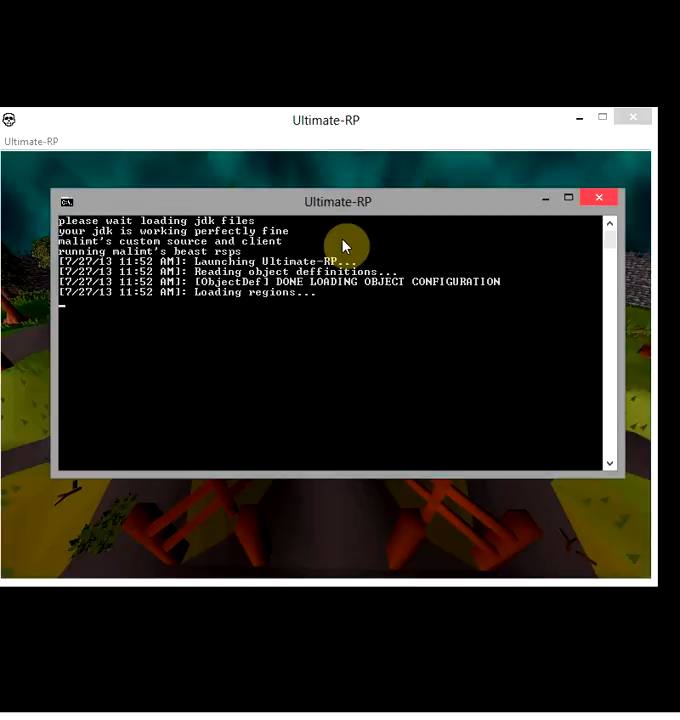 Ultimate-RP
Ultimate-RP
Ultimate-RP
please wait loading jdk files
your jdk is working perfectly fine
malimt's custom source and client
running malimt's beast rsps
[7/27/13 11:52 AM]: Launching Ultimate-RP...
[7/27/13 11:52 AM]: Reading object deffinitions...
[7/27/13 11:52 AM]: [ObjectDef] DONE LOADING OBJECT CONFIGURATION
[7/27/13 11:52 AM]: Loading regions...